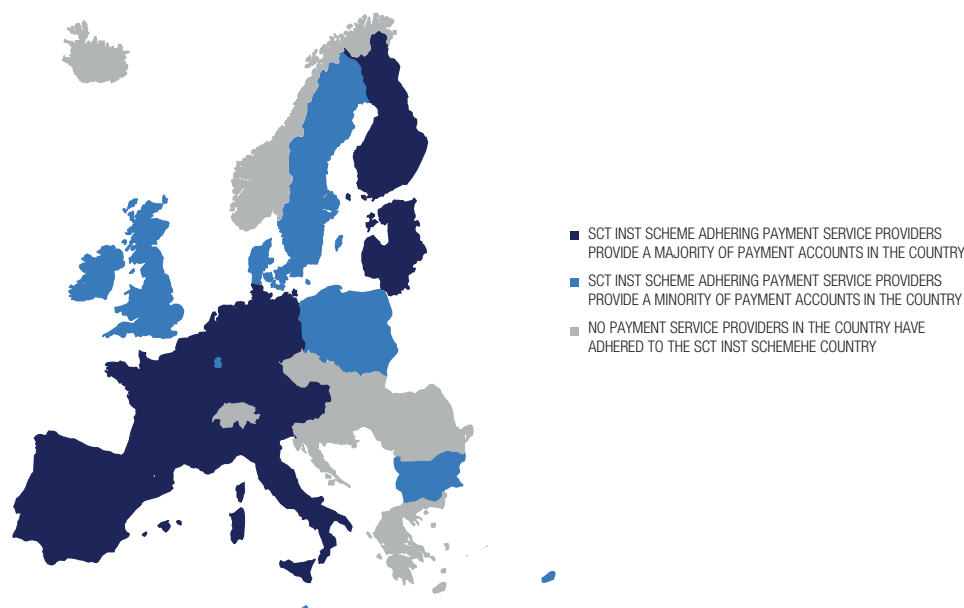 SCT INST SCHEME ADHERING PAYMENT SERVICE PROVIDERS
PROVIDE A MAJORITY OF PAYMENT ACCOUNTS IN THE COUNTRY
SCT INST SCHEME ADHERING PAYMENT SERVICE PROVIDERS
PROVIDE A MINORITY OF PAYMENT ACCOUNTS IN THE COUNTRY
NO PAYMENT SERVICE PROVIDERS IN THE COUNTRY HAVE
ADHERED TO THE SCT INST SCHEMEHE COUNTRY